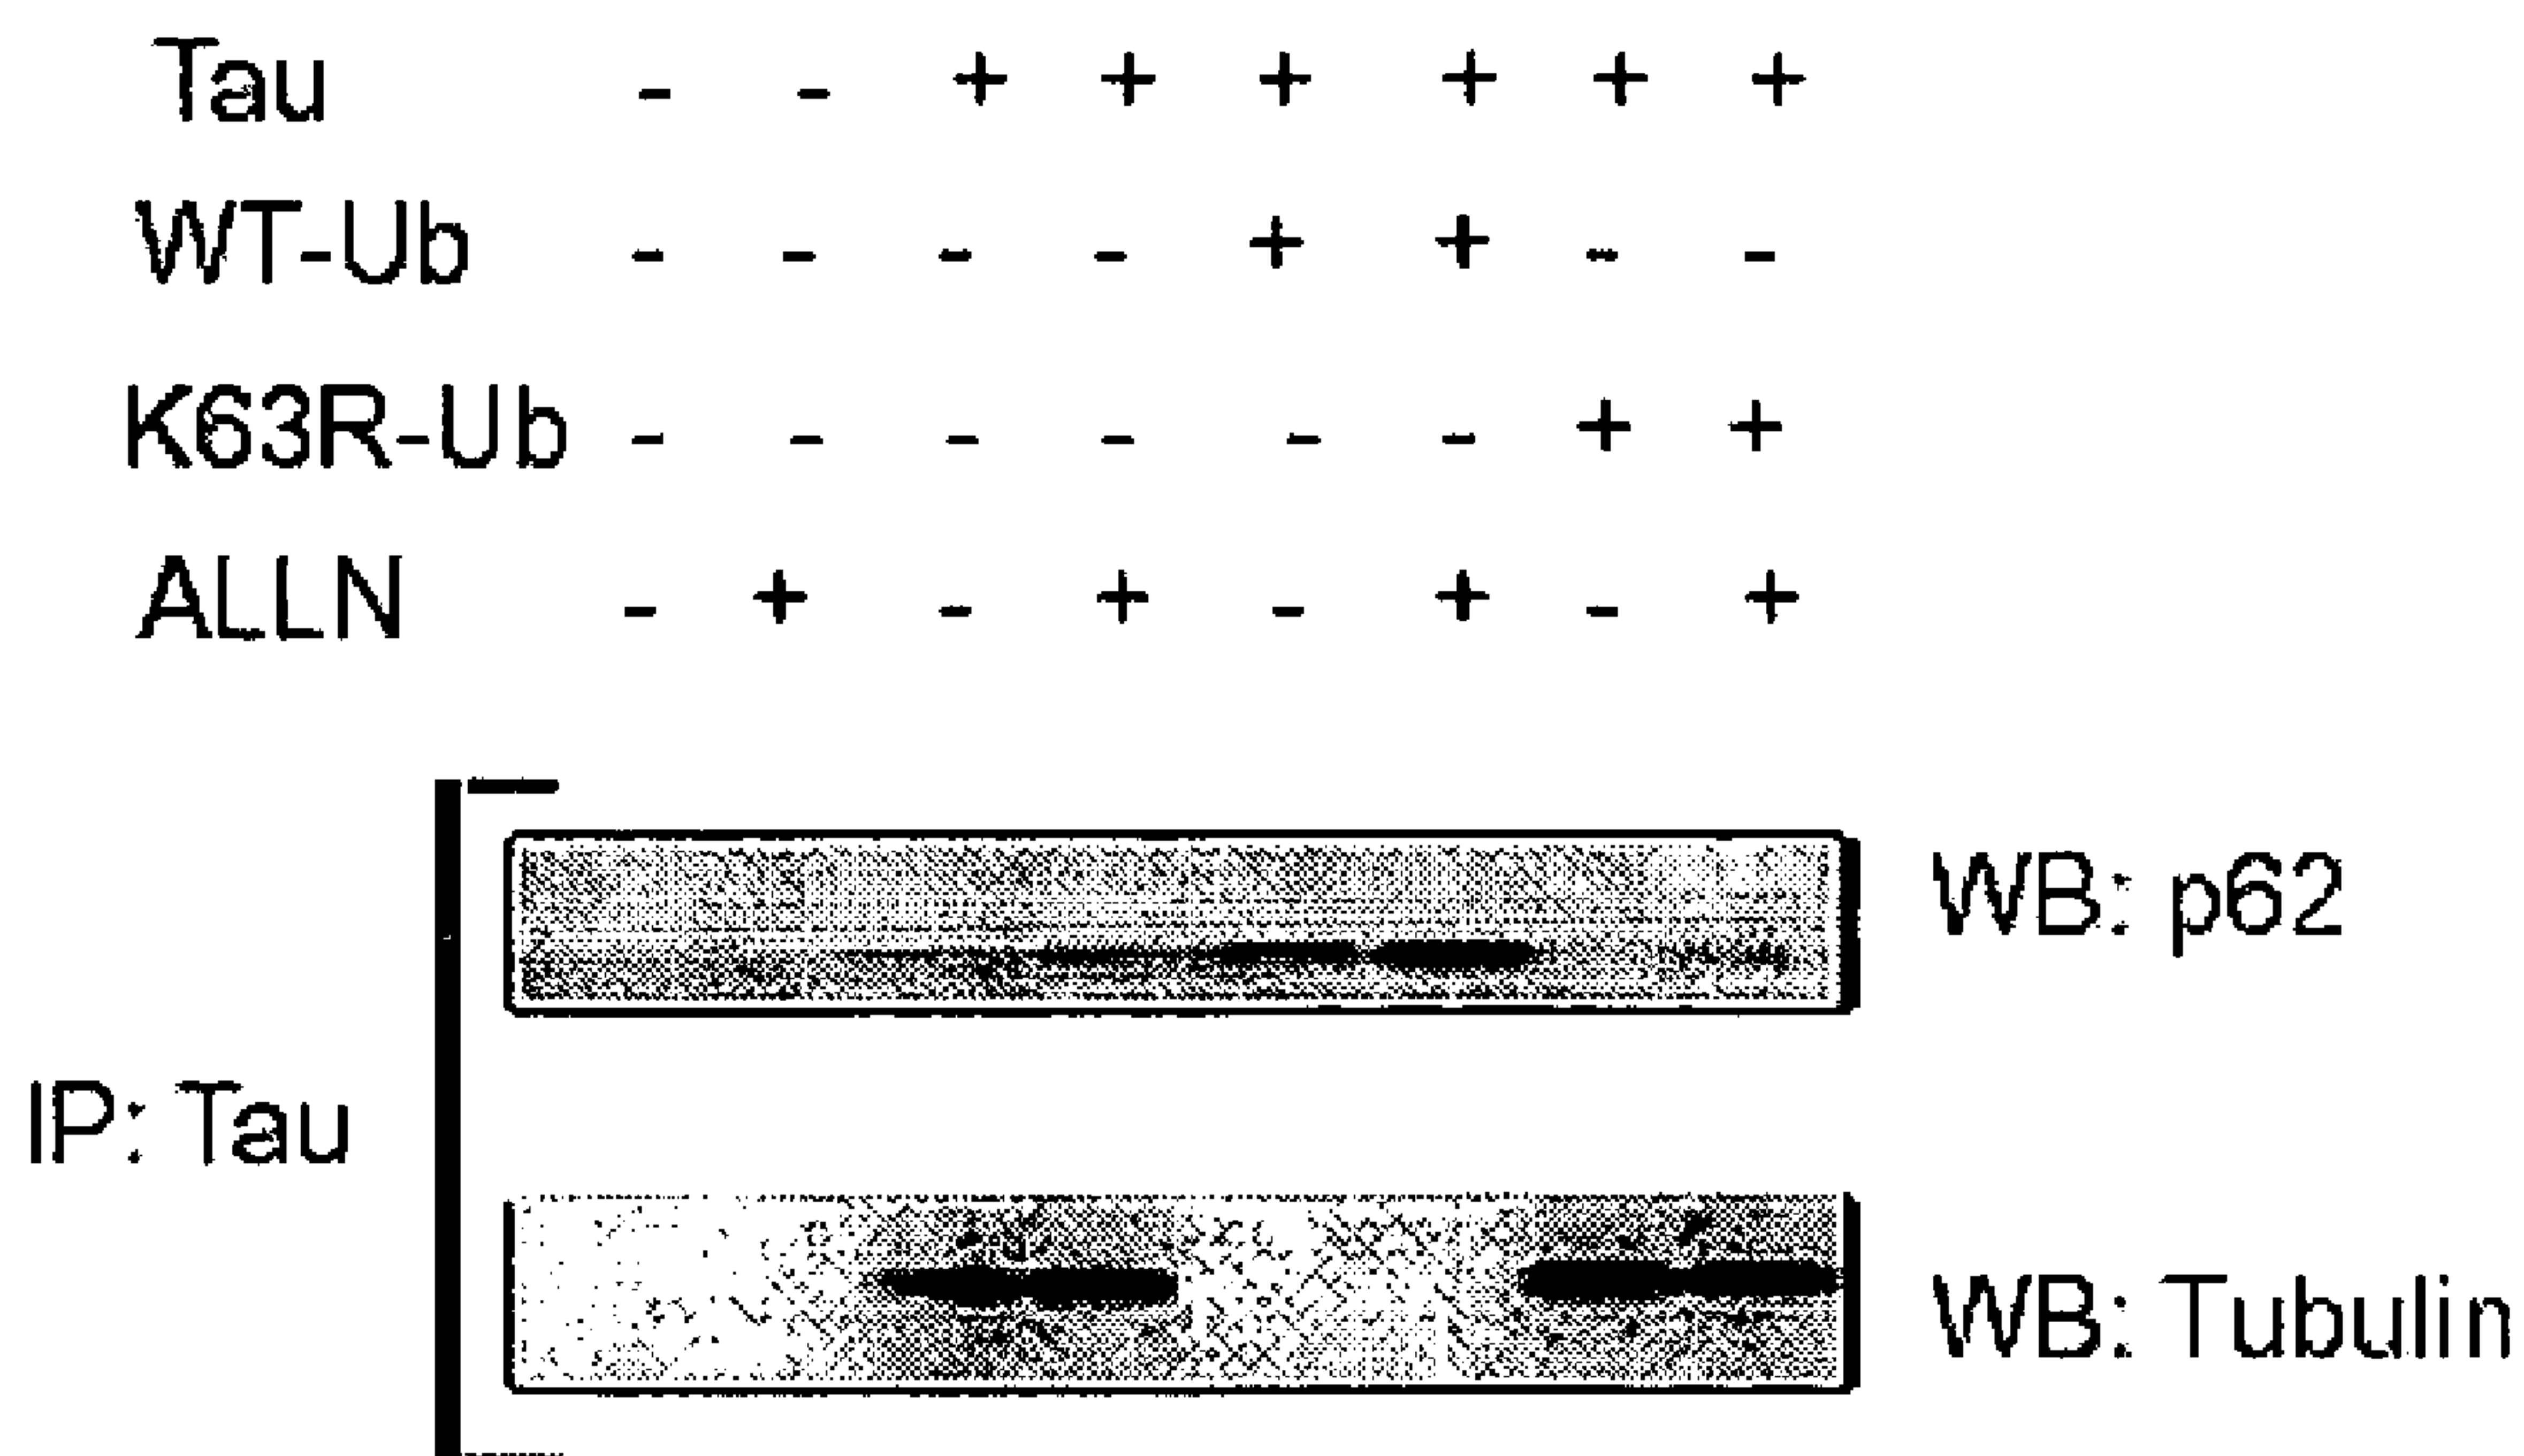 Tau - - + + + + + +
WT-Ub - - - - + + - -
K63R-Ub - - - - - - + +
ALLN - + - + - + - +
WB: p62
IP: Tau
WB: Tubulin